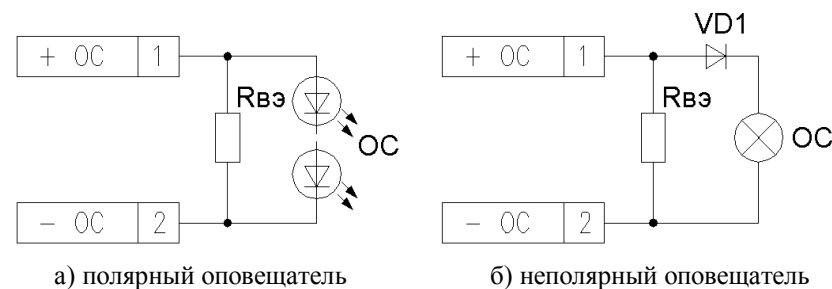 VD1
+ ОС 1
+ ОС 1
Rвэ
Rвэ
ОС
ОС
− ОС 2
− ОС 2
а) полярный оповещатель
б) неполярный оповещатель